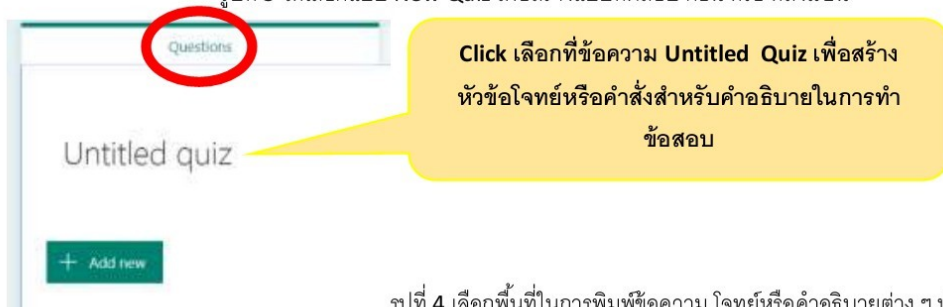 Questions
Click เลือกที่ข้อความ Untitled Quiz เพื่อสร้าง
หัวข้อโจทย์หรือคำสั่งสำหรับคำอธิบายในการทำ
ข้อสอบ
Untitled quiz
+ Add new
รูปที่ 4 เลือกพื้นที่ในการพิมพ์ข้อความ โจทย์หรือคำอธิบายต่าง ๆ